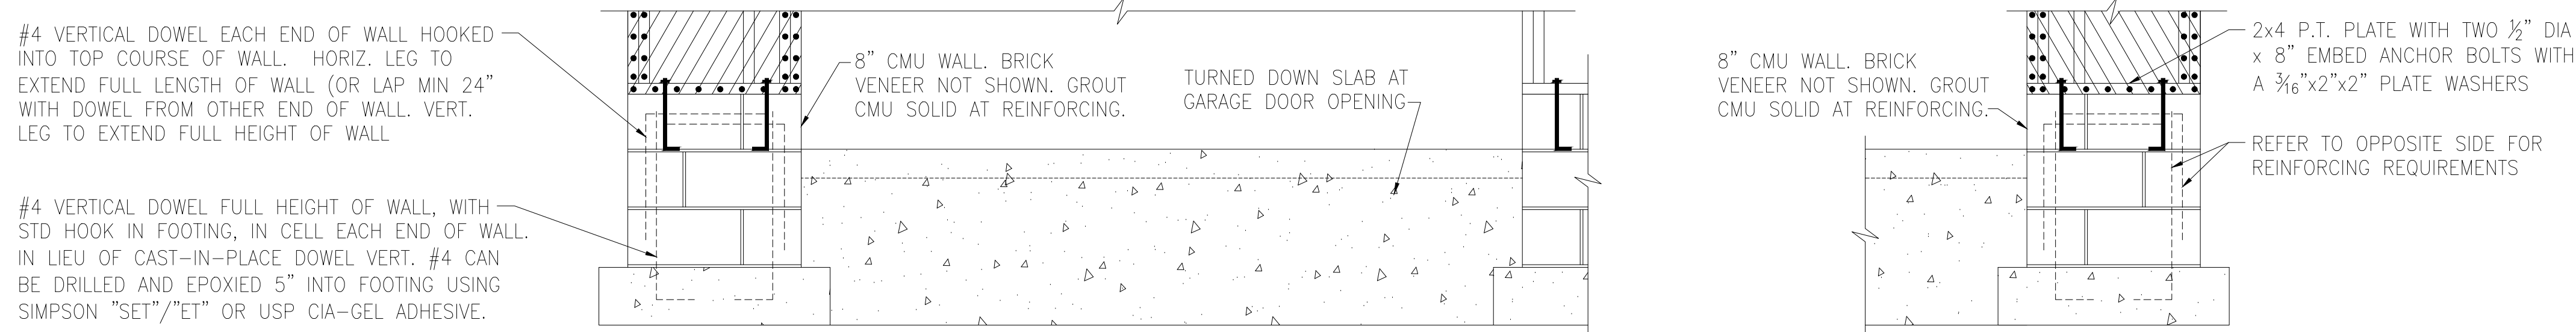 #4 VERTICAL DOWEL EACH END OF WALL HOOKED
INTO TOP COURSE OF WALL. HORIZ. LEG TO
EXTEND FULL LENGTH OF WALL (OR LAP MIN 24"
WITH DOWEL FROM OTHER END OF WALL. VERT.
LEG TO EXTEND FULL HEIGHT OF WALL
#4 VERTICAL DOWEL FULL HEIGHT OF WALL, WITH
STD HOOK IN FOOTING, IN CELL EACH END OF WALL.
IN LIEU OF CAST-IN-PLACE DOWEL VERT. #4 CAN
BE DRILLED AND EPOXIED 5" INTO FOOTING USING
SIMPSON "SET"/"ET" OR USP CIA-GEL ADHESIVE.
8" CMU WALL. BRICK
VENEER NOT SHOWN. GROUT
CMU SOLID AT REINFORCING.
TURNED DOWN SLAB AT
GARAGE DOOR OPENING
8" CMU WALL. BRICK
VENEER NOT SHOWN. GROUT
CMU SOLID AT REINFORCING.
2x4 P.T. PLATE WITH TWO ½" DIA
x 8" EMBED ANCHOR BOLTS WITH
A 3⁄16"x2"x2" PLATE WASHERS
REFER TO OPPOSITE SIDE FOR
REINFORCING REQUIREMENTS